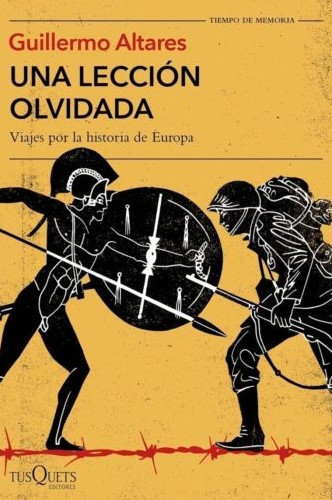 TIEMPO DE MEMORIA
Guillermo Altares
UNA LECCIÓN
OLVIDADA
Viajes por la historia de Europa
TUSQUETS
EDITORES